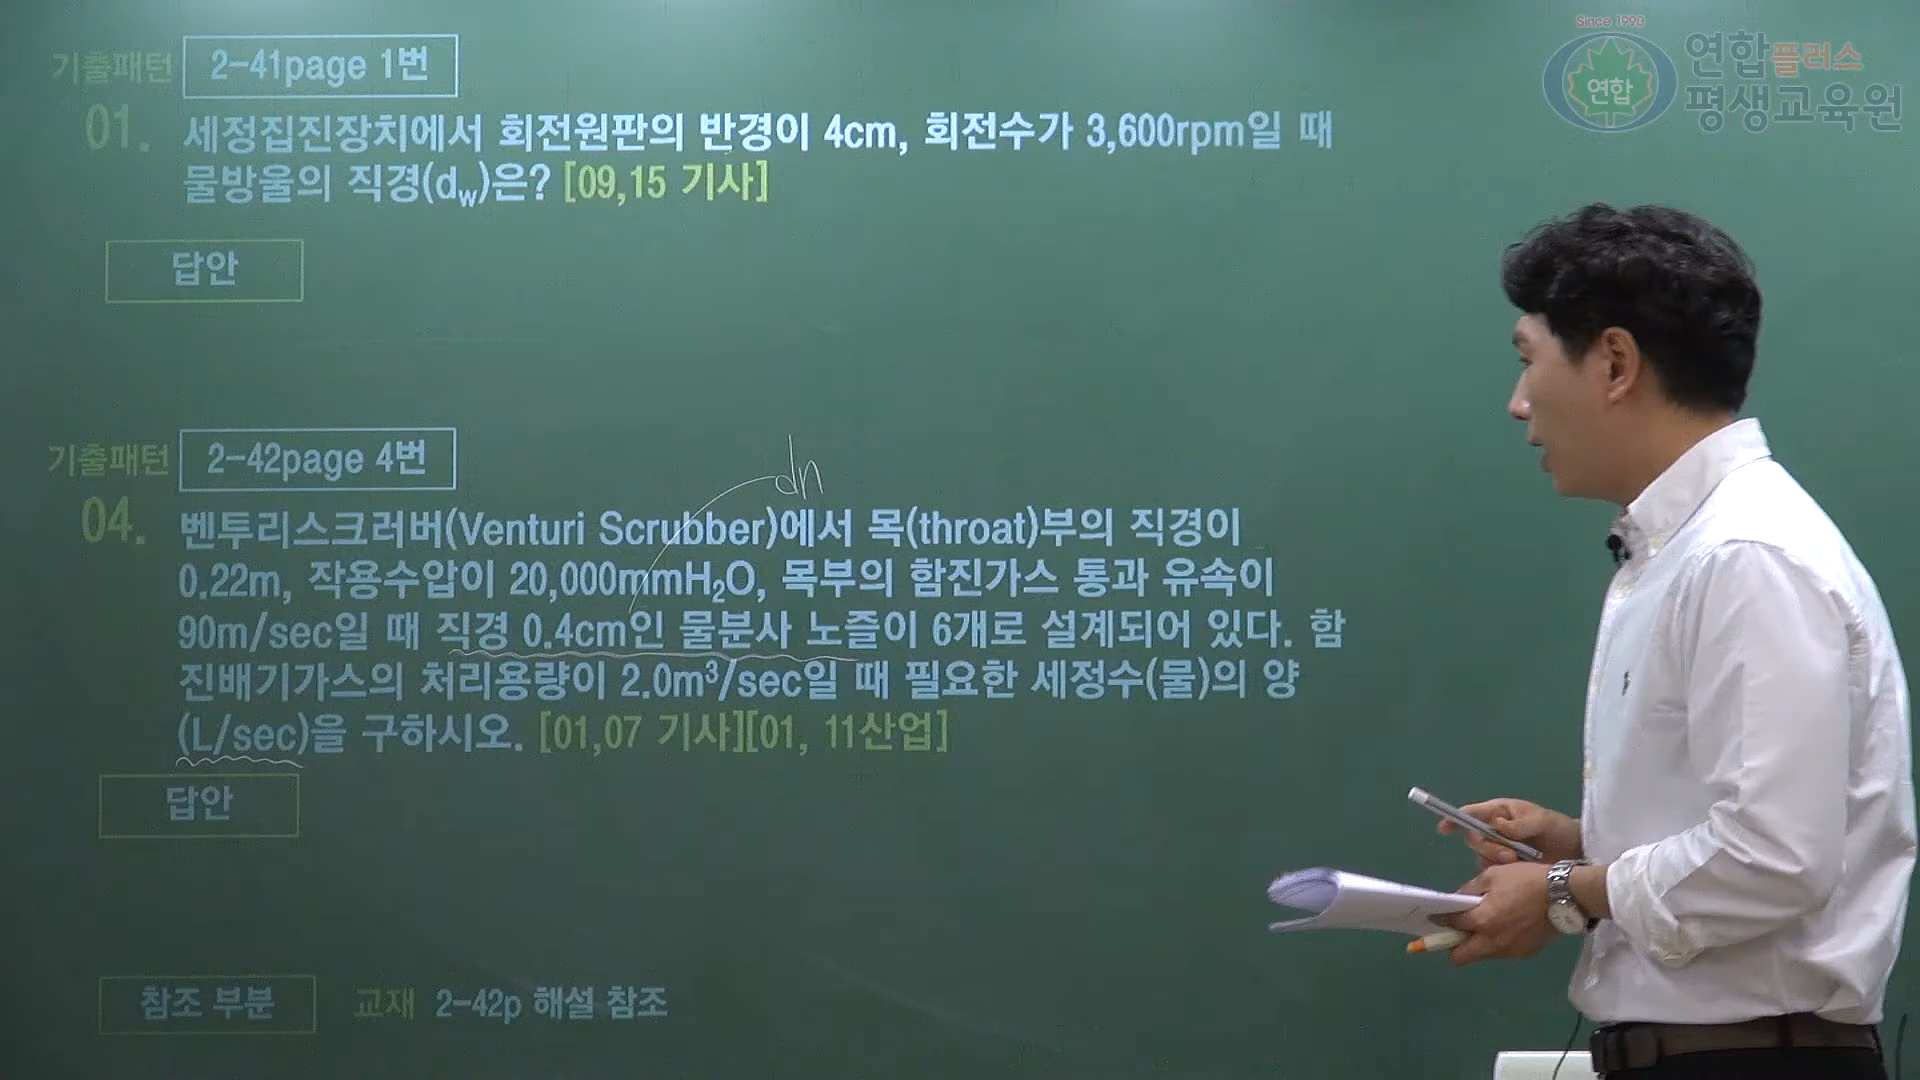 Since 1990
연합
연합플러스
평생교육원
기출패턴 2-41page 1번
01. 세정집진장치에서 회전원판의 반경이 4cm, 회전수가 3,600rpm일 때
물방울의 직경(dw)은? [09,15 기사]
답안
기출패턴 2-42page 4번
dn
04. 벤투리스크러버(Venturi Scrubber)에서 목(throat)부의 직경이
0.22m, 작용수압이 20,000mmH₂O, 목부의 함진가스 통과 유속이
90m/sec일 때 직경 0.4cm인 물분사 노즐이 6개로 설계되어 있다. 함
진배기가스의 처리용량이 2.0m³/sec일 때 필요한 세정수(물)의 양
(L/sec)을 구하시오. [01,07 기사][01, 11산업]
답안
참조 부분 교재 2-42p 해설 참조